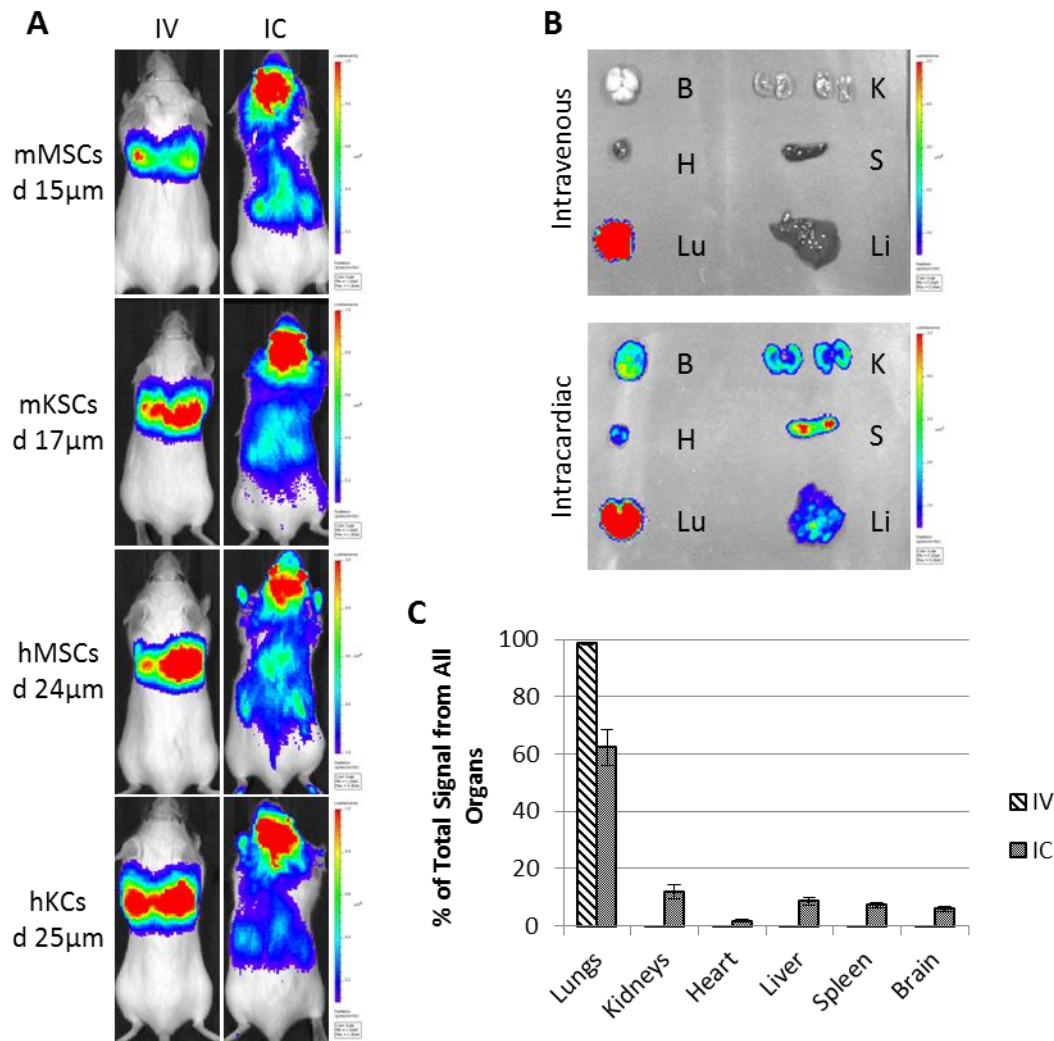 A
IV IC
mMSCs
d 15µm
mKSCs
d 17µm
hMSCs
d 24µm
hKCs
d 25µm
B
Intravenous
B K
H S
Lu Li
Intracardiac
B K
H S
Lu Li
C
% of Total Signal from All
Organs
100
80
60
40
20
0
Lungs
Kidneys
Heart
Liver
Spleen
Brain
IV
IC